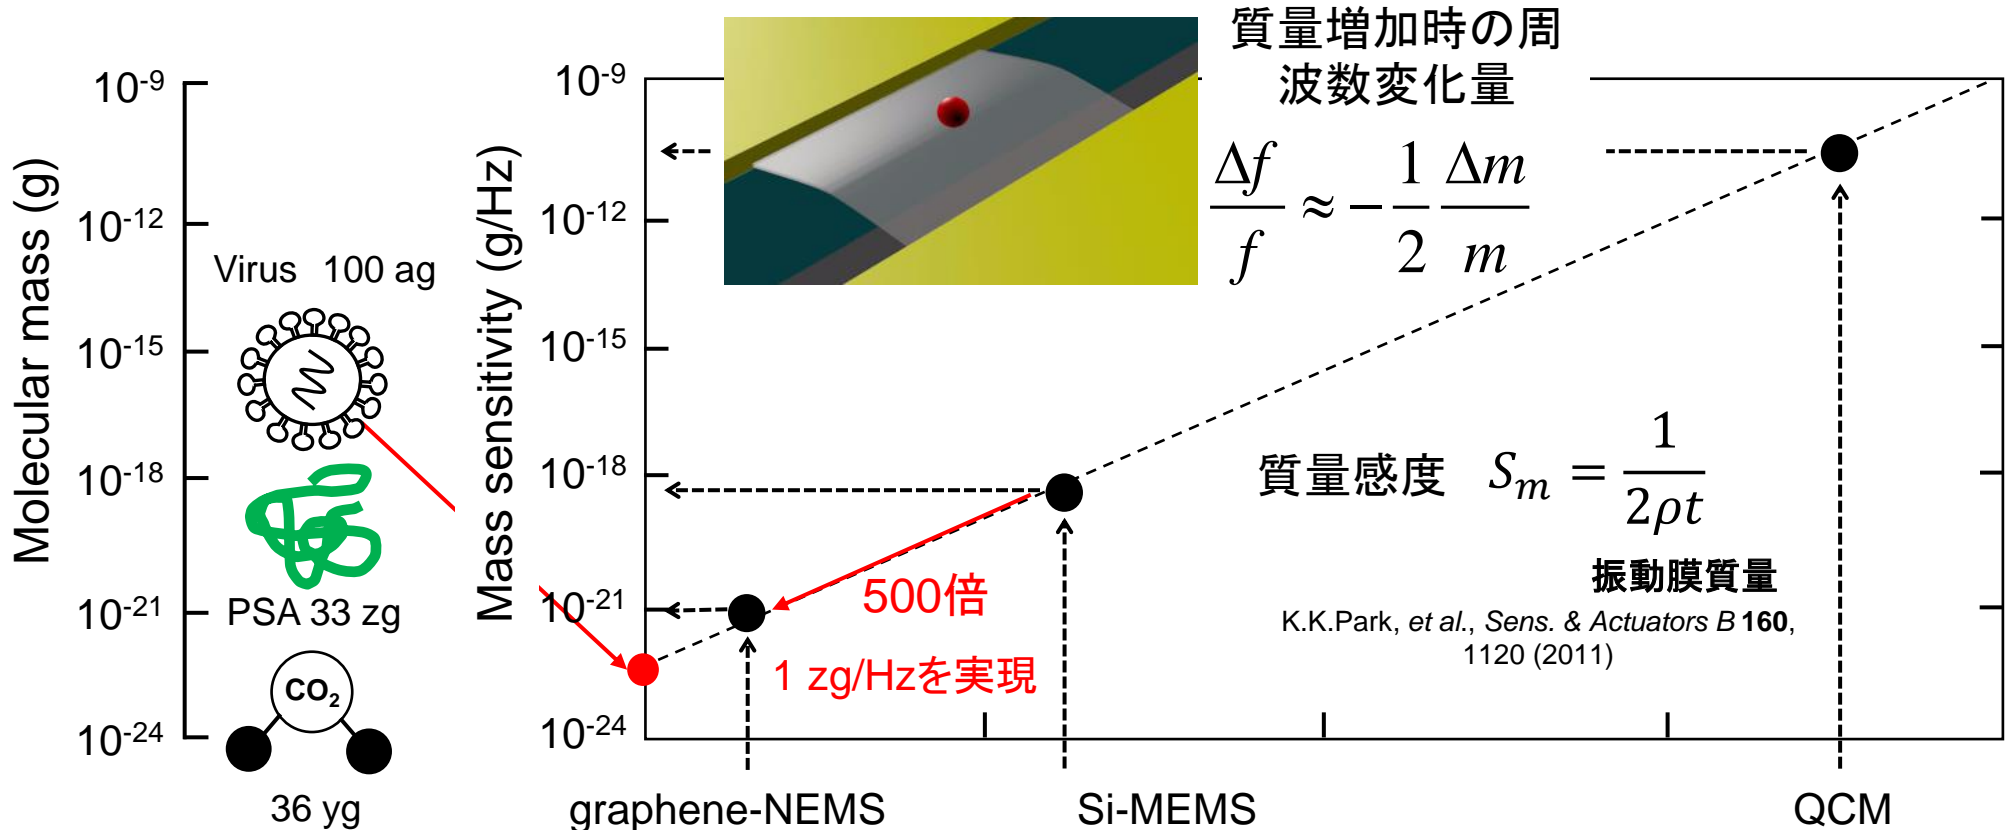 Molecular mass (g)
10-9
10-12
10-15
10-18
10-21
10-24
Virus 100 ag
PSA 33 zg
CO2
36 yg
Mass sensitivity (g/Hz)
10-9
10-12
10-15
10-18
10-21
10-24
質量増加時の周
波数変化量
Δf/f ≈ −1/2 Δm/m
質量感度 Sm = 1/2ρt
振動膜質量
K.K.Park, et al., Sens. & Actuators B 160,
1120 (2011)
500倍
1 zg/Hzを実現
graphene-NEMS
Si-MEMS
QCM